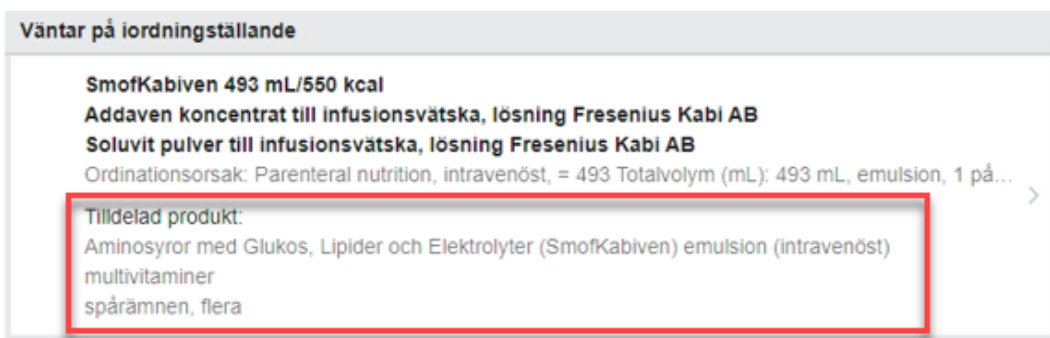 Väntar på iordningställande
SmofKabiven 493 mL/550 kcal
Addaven koncentrat till infusionsvätska, lösning Fresenius Kabi AB
Soluvit pulver till infusionsvätska, lösning Fresenius Kabi AB
Ordinationsorsak: Parenteral nutrition, intravenöst, = 493 Totalvolym (mL): 493 mL, emulsion, 1 på...
Tilldelad produkt:
Aminosyror med Glukos, Lipider och Elektrolyter (SmofKabiven) emulsion (intravenöst)
multivitaminer
spårämnen, flera